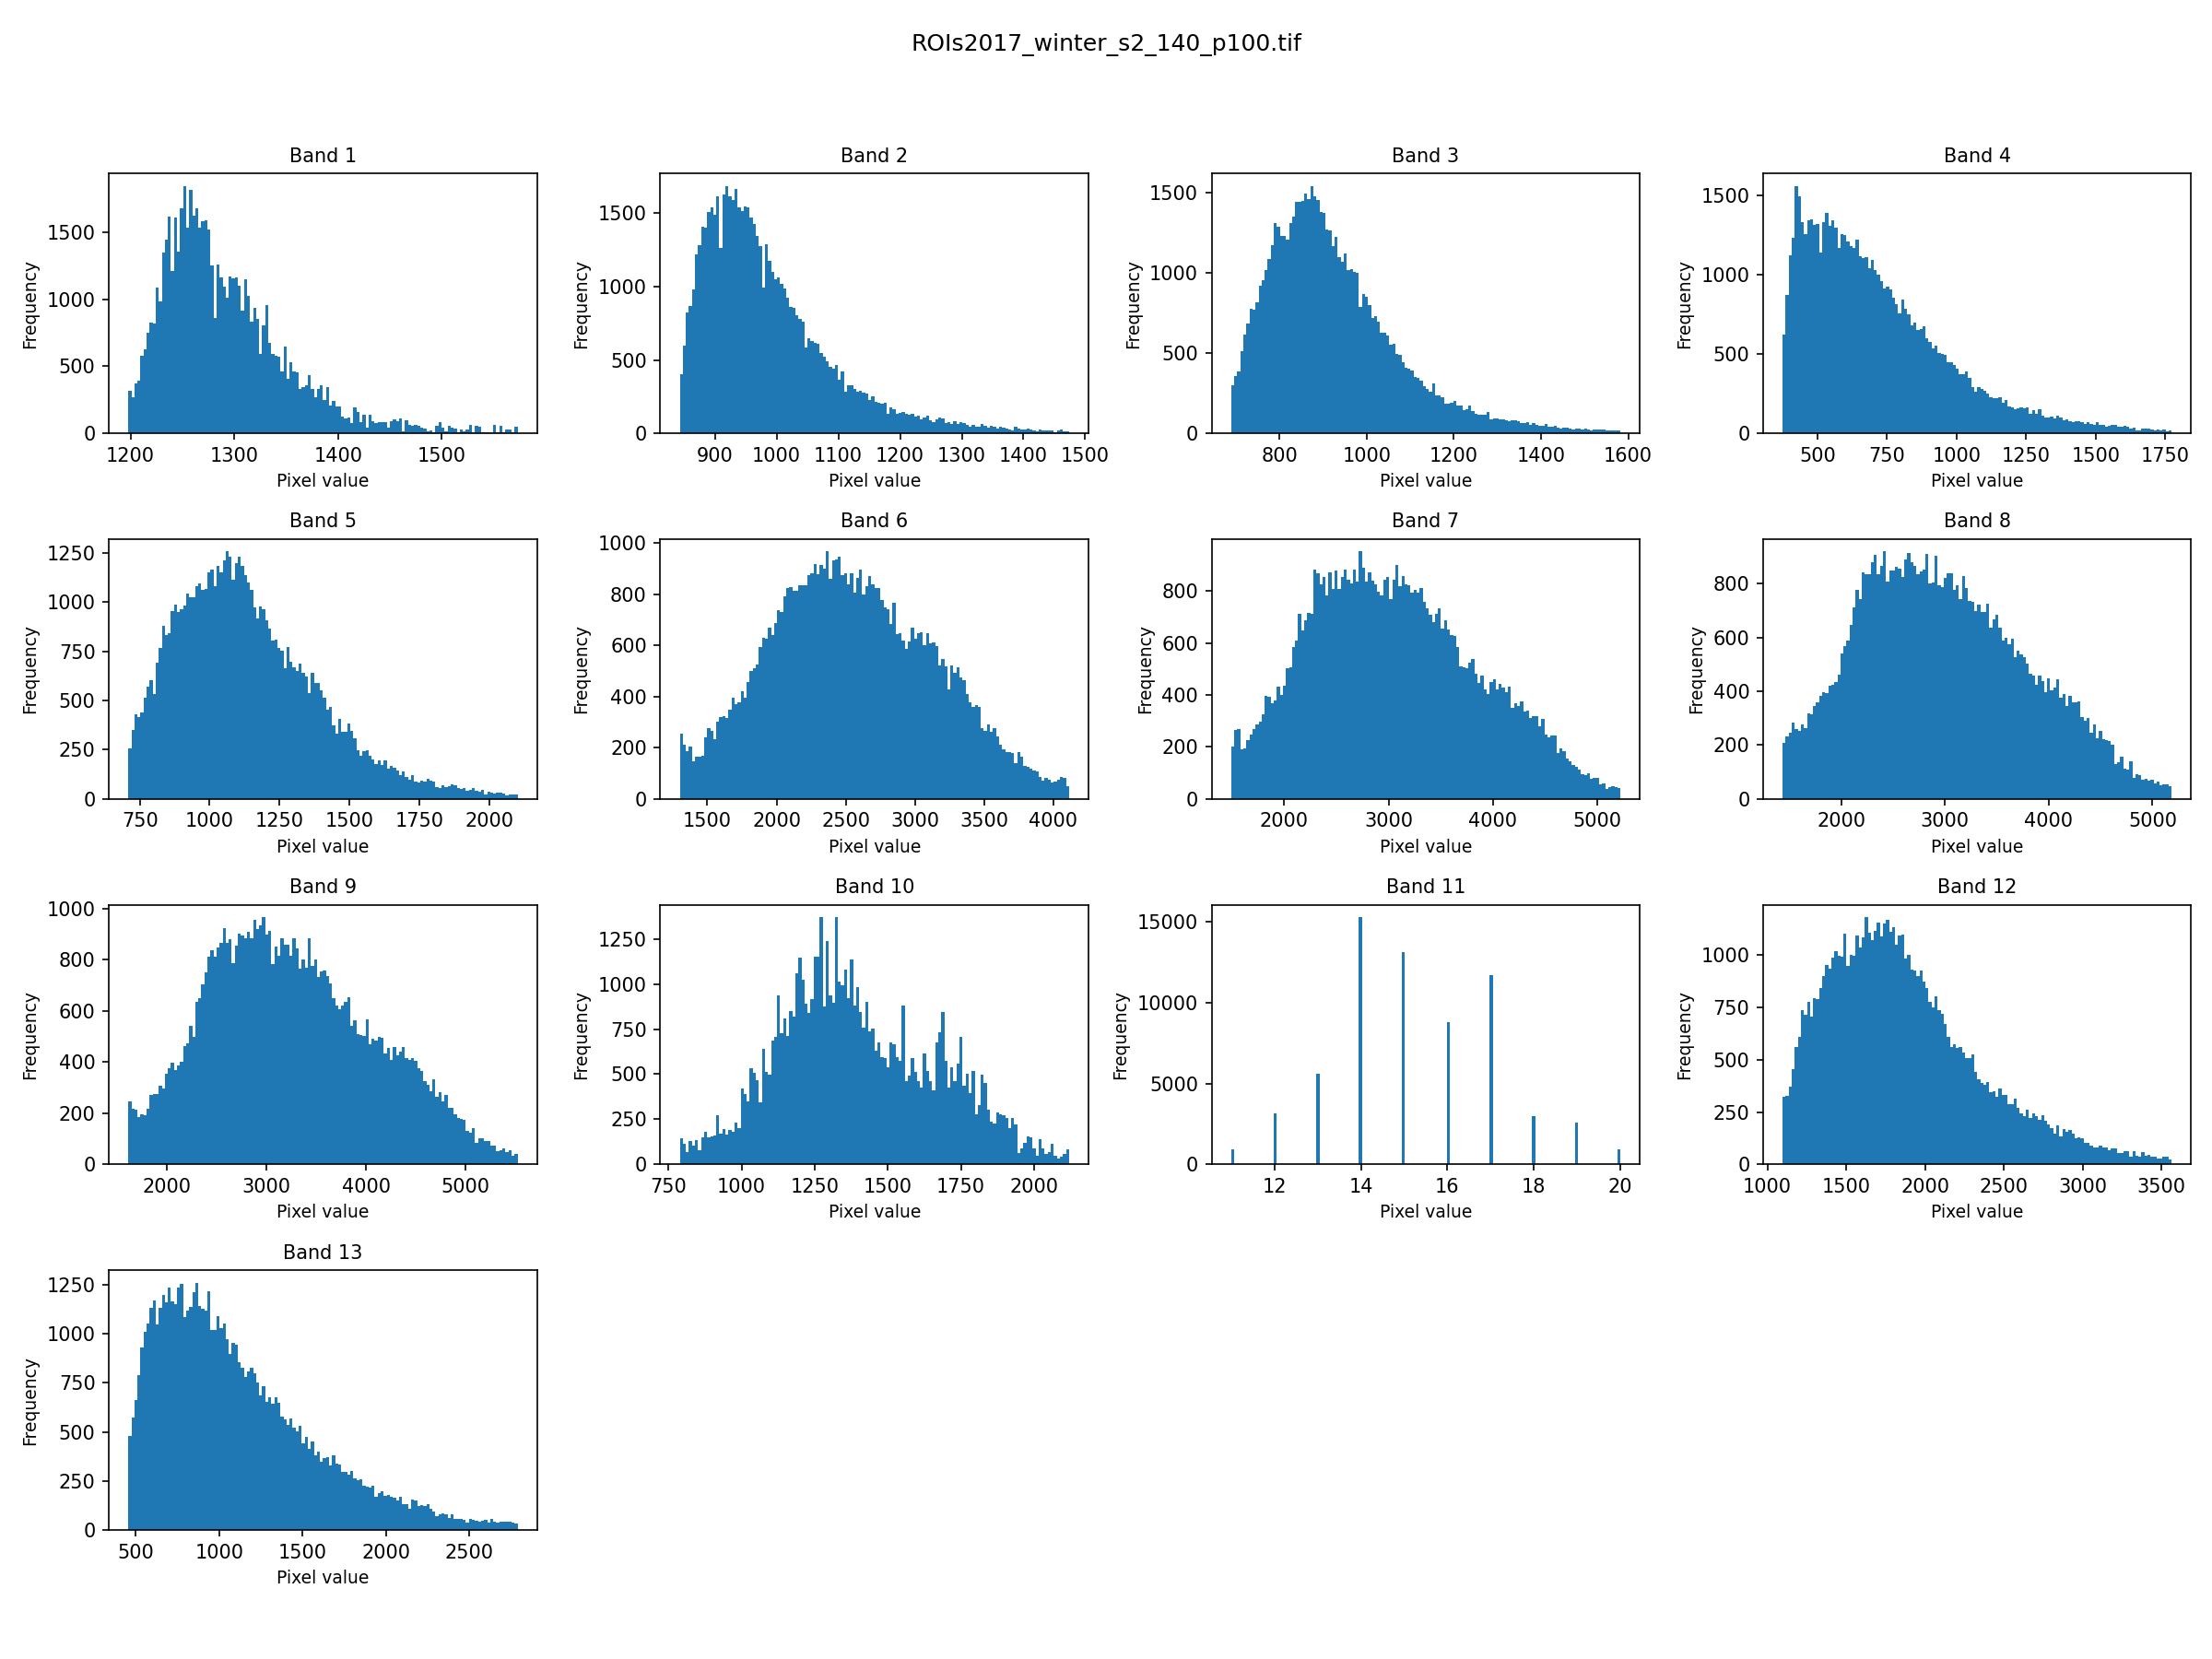 ROIs2017_winter_s2_140_p100.tif
Band 1
Band 2
Band 3
Band 4
Frequency
1500
1000
500
0
1200 1300 1400 1500
Pixel value
Frequency
1500
1000
500
0
900 1000 1100 1200 1300 1400 1500
Pixel value
Frequency
1500
1000
500
0
800 1000 1200 1400 1600
Pixel value
Frequency
1500
1000
500
0
500 750 1000 1250 1500 1750
Pixel value
Band 5
Band 6
Band 7
Band 8
Frequency
1250
1000
750
500
250
0
750 1000 1250 1500 1750 2000
Pixel value
Frequency
1000
800
600
400
200
0
1500 2000 2500 3000 3500 4000
Pixel value
Frequency
800
600
400
200
0
2000 3000 4000 5000
Pixel value
Frequency
800
600
400
200
0
2000 3000 4000 5000
Pixel value
Band 9
Band 10
Band 11
Band 12
Frequency
1000
800
600
400
200
0
2000 3000 4000 5000
Pixel value
Frequency
1250
1000
750
500
250
0
750 1000 1250 1500 1750 2000
Pixel value
Frequency
15000
10000
5000
0
12 14 16 18 20
Pixel value
Frequency
1000
750
500
250
0
1000 1500 2000 2500 3000 3500
Pixel value
Band 13
Frequency
1250
1000
750
500
250
0
500 1000 1500 2000 2500
Pixel value